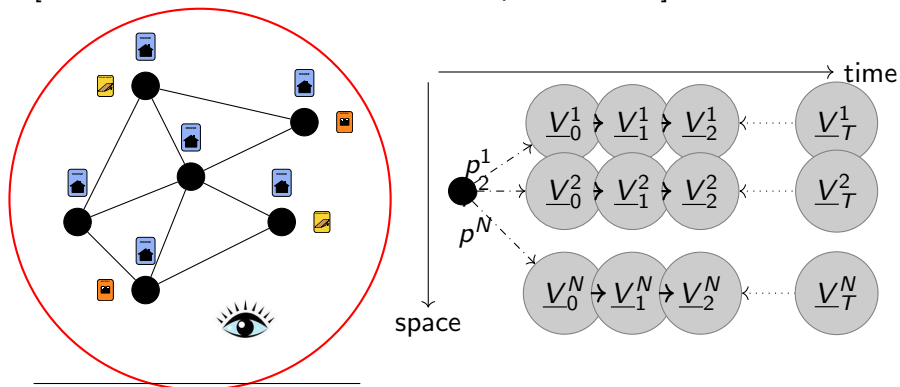 time
V_0^1 V_1^1 V_2^1 V_T^1
p^1
2
V_0^2 V_1^2 V_2^2 V_T^2
p^N
V_0^N V_1^N V_2^N V_T^N
space